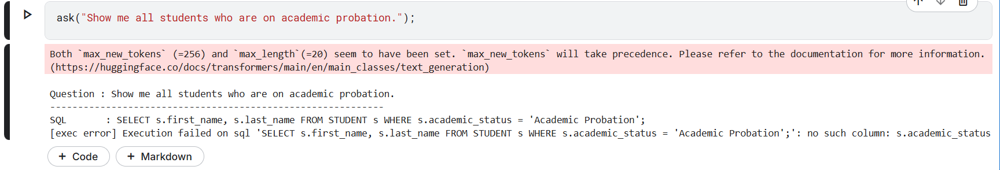 ask("Show me all students who are on academic probation.");
Both `max_new_tokens` (=256) and `max_length`(=20) seem to have been set. `max_new_tokens` will take precedence. Please refer to the documentation for more information.
(https://huggingface.co/docs/transformers/main/en/main_classes/text_generation)
Question : Show me all students who are on academic probation.
-----------------------------------------------------------
SQL       : SELECT s.first_name, s.last_name FROM STUDENT s WHERE s.academic_status = 'Academic Probation';
[exec error] Execution failed on sql 'SELECT s.first_name, s.last_name FROM STUDENT s WHERE s.academic_status = 'Academic Probation';': no such column: s.academic_status
+ Code + Markdown